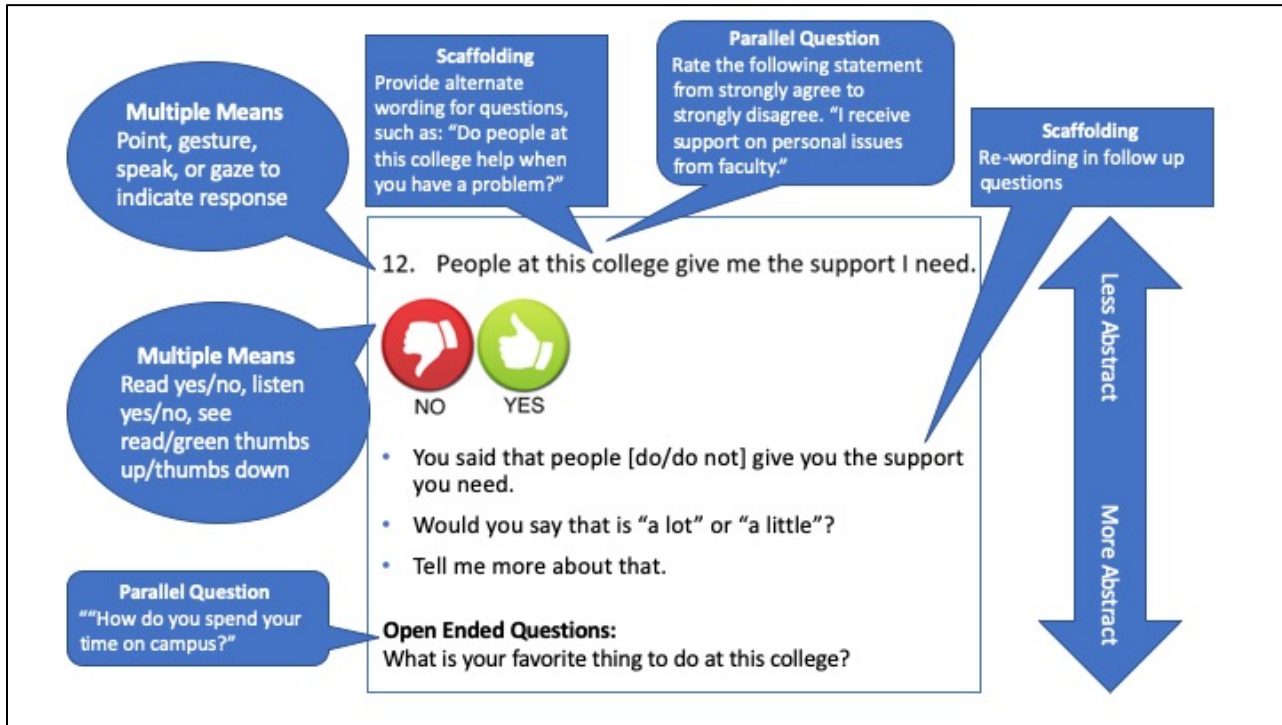 Multiple Means
Point, gesture,
speak, or gaze to
indicate response
Scaffolding
Provide alternate
wording for questions,
such as: “Do people at
this college help when
you have a problem?”
Parallel Question
Rate the following statement
from strongly agree to
strongly disagree. “I receive
support on personal issues
from faculty.”
Scaffolding
Re-wording in follow up
questions
12. People at this college give me the support I need.
NO YES
Multiple Means
Read yes/no, listen
yes/no, see
read/green thumbs
up/thumbs down
• You said that people [do/do not] give you the support
you need.
• Would you say that is “a lot” or “a little”?
• Tell me more about that.
Parallel Question
““How do you spend your
time on campus?”
Open Ended Questions:
What is your favorite thing to do at this college?
Less Abstract
More Abstract